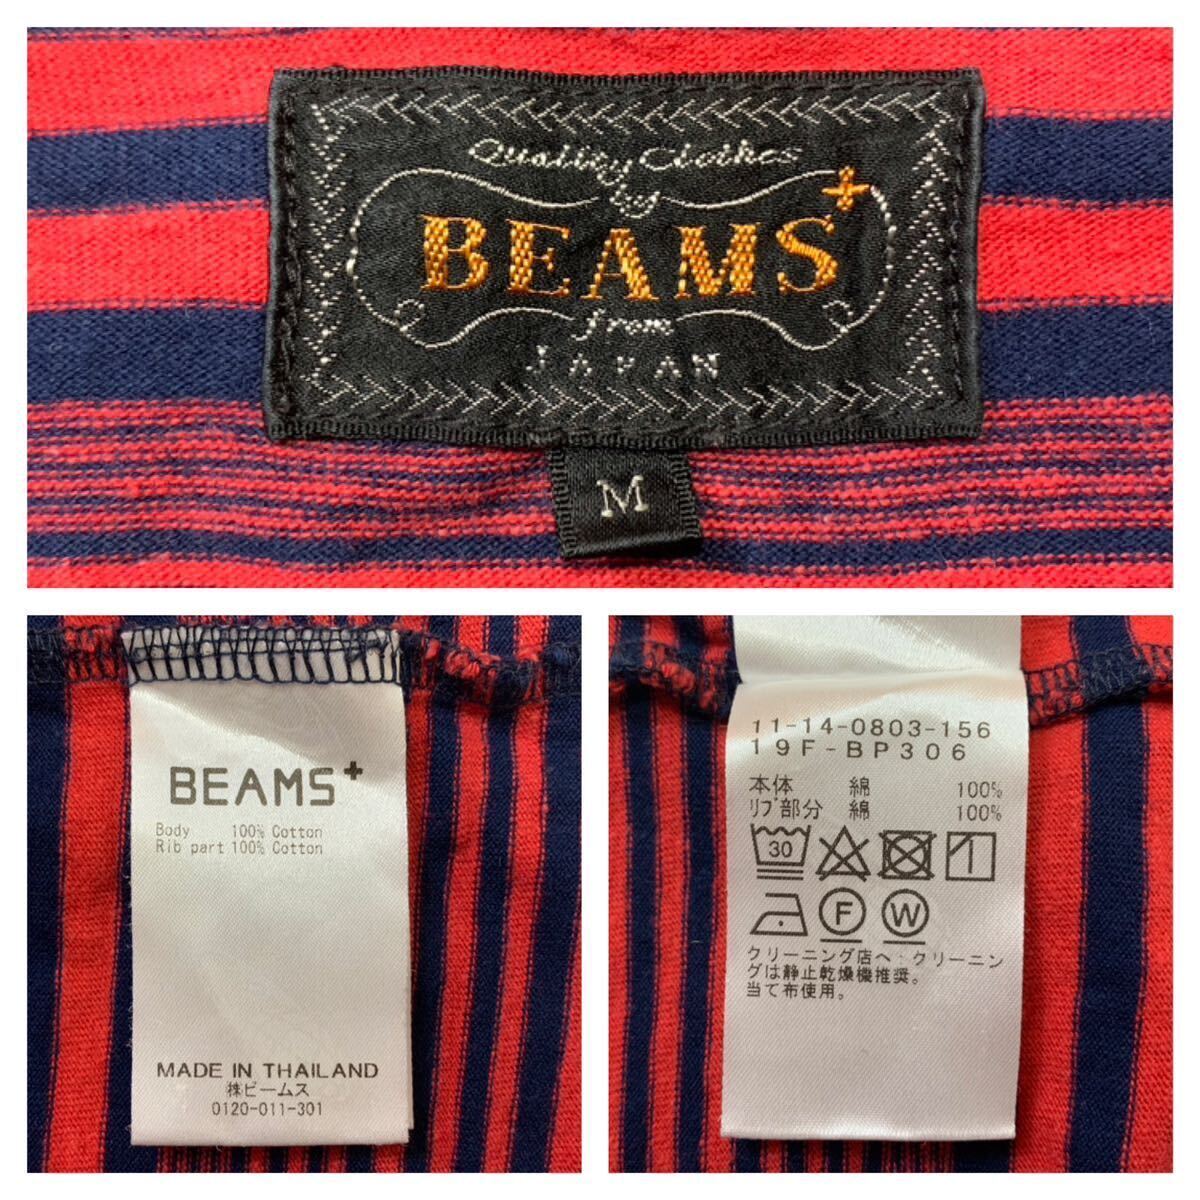 Quality Clothes
by
BEAMS+
from
JAPAN
M
BEAMS+
Body 100% Cotton
Rib part 100% Cotton
MADE IN THAILAND
㈱ビームス
0120-011-301
11-14-0803-156
19F-BP306
本体 綿 100%
リブ部分 綿 100%
30
F W
クリーニング店へ・クリーニン
グは静止乾燥機推奨。
当て布使用。